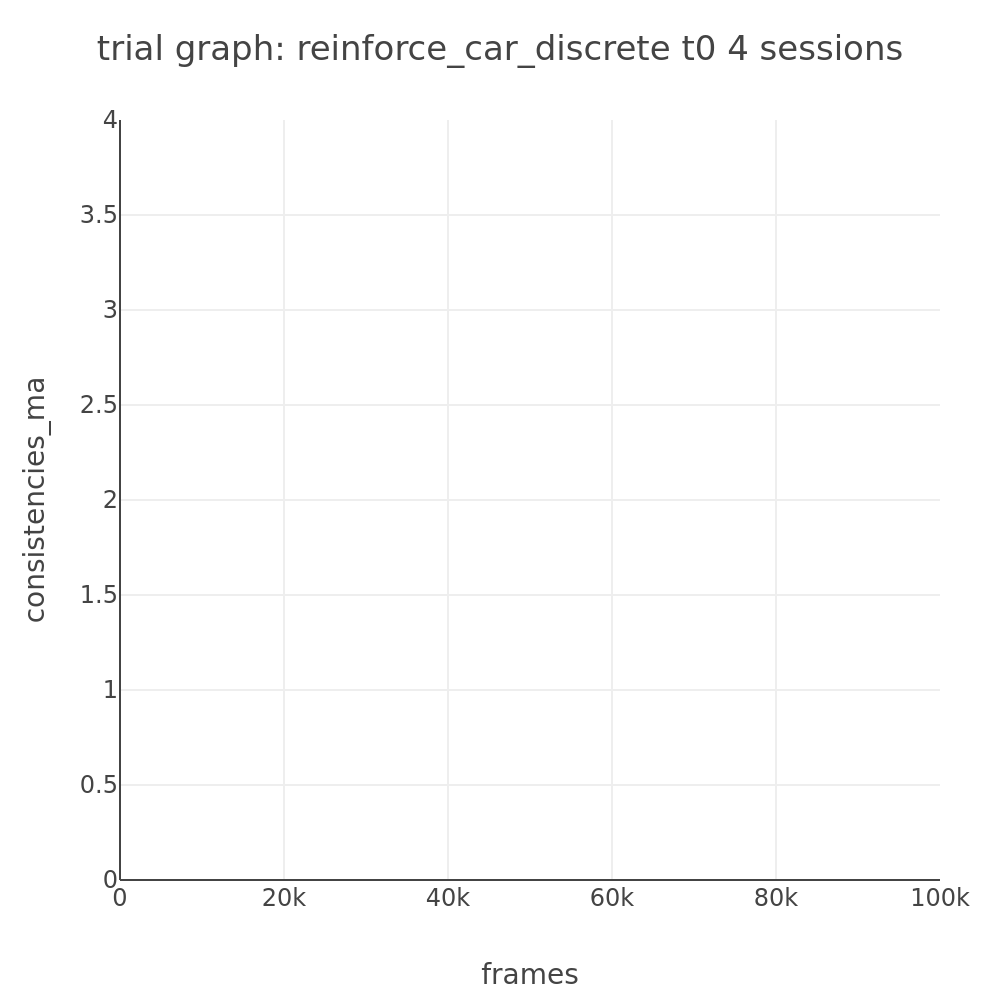 trial graph: reinforce_car_discrete t0 4 sessions
4
3.5
3
2.5
2
1.5
1
0.5
0
consistencies_ma
0 20k 40k 60k 80k 100k
frames